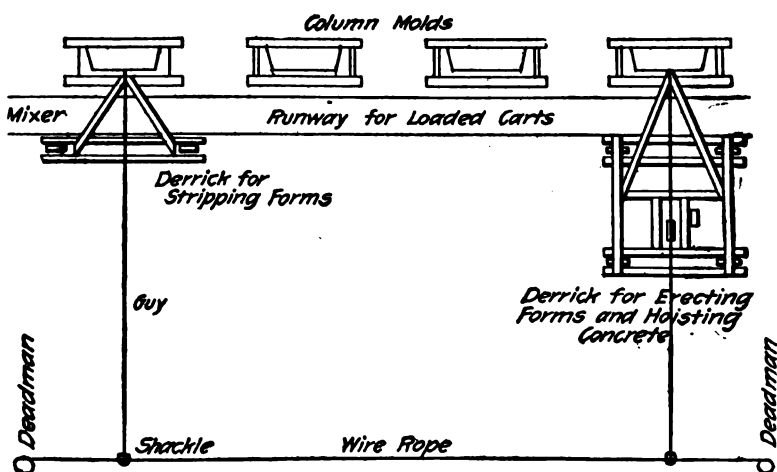 Column Molds
Mixer
Runway for Loaded Carts
Derrick for
Stripping Forms
Guy
Derrick for Erecting
Forms and Hoisting
Concrete
Deadman
Deadman
Shackle
Wire Rope